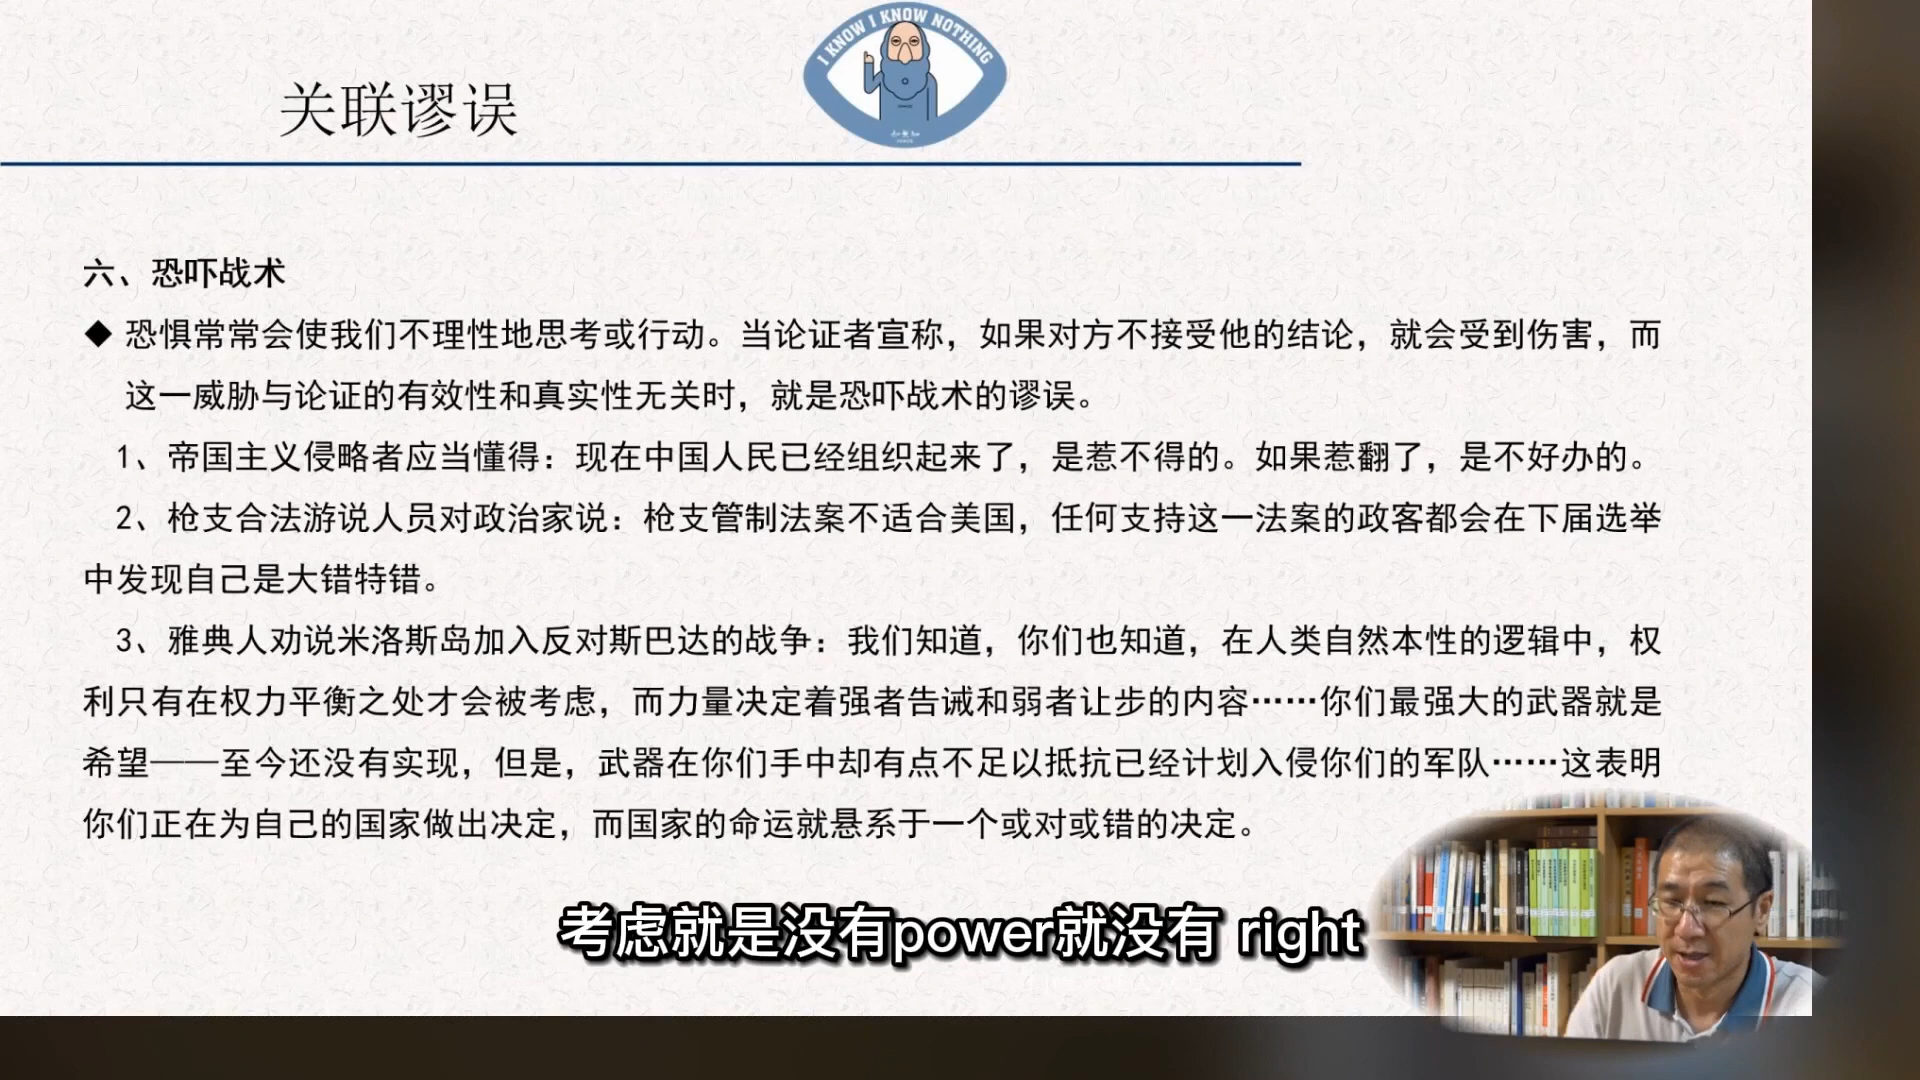 I KNOW I KNOW NOTHING
关联谬误
六、恐吓战术
◆ 恐惧常常会使我们不理性地思考或行动。当论证者宣称，如果对方不接受他的结论，就会受到伤害，而
这一威胁与论证的有效性和真实性无关时，就是恐吓战术的谬误。
1、帝国主义侵略者应当懂得：现在中国人民已经组织起来了，是惹不得的。如果惹翻了，是不好办的。
2、枪支合法游说人员对政治家说：枪支管制法案不适合美国，任何支持这一法案的政客都会在下届选举
中发现自己是大错特错。
3、雅典人劝说米洛斯岛加入反对斯巴达的战争：我们知道，你们也知道，在人类自然本性的逻辑中，权
利只有在权力平衡之处才会被考虑，而力量决定着强者告诫和弱者让步的内容……你们最强大的武器就是
希望——至今还没有实现，但是，武器在你们手中却有点不足以抵抗已经计划入侵你们的军队……这表明
你们正在为自己的国家做出决定，而国家的命运就悬系于一个或对或错的决定。
考虑就是没有power就没有 right